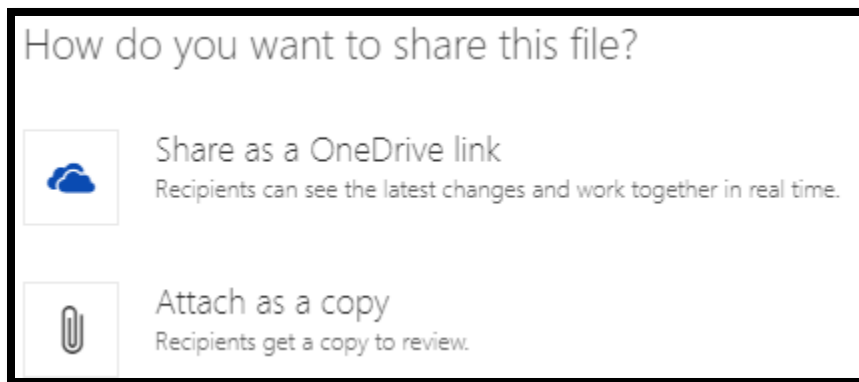 How do you want to share this file?
Share as a OneDrive link
Recipients can see the latest changes and work together in real time.
Attach as a copy
Recipients get a copy to review.